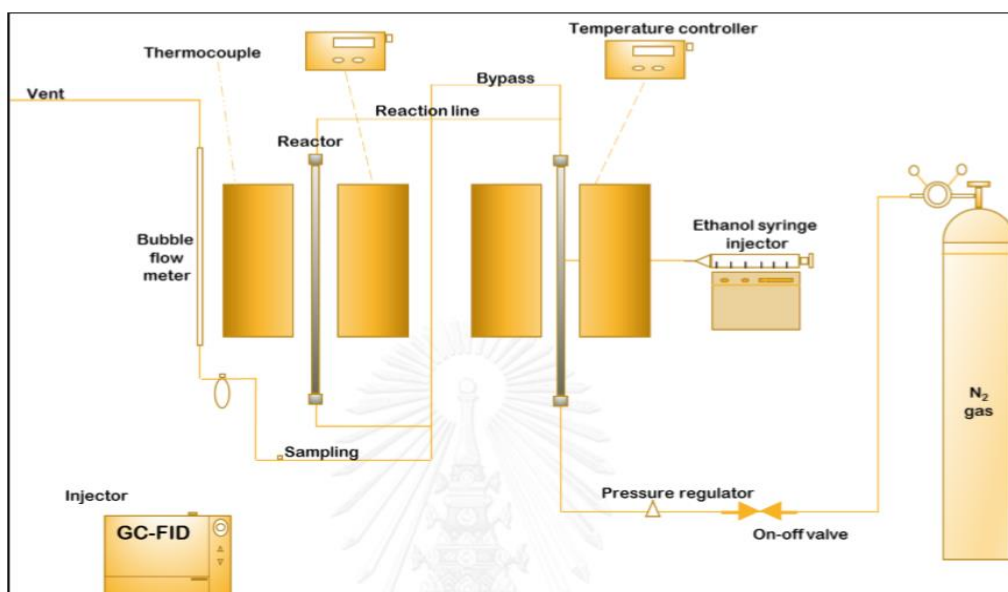 Temperature controller
Thermocouple
Bypass
Vent
Reaction line
Reactor
Ethanol syringe
injector
Bubble
flow
meter
N2
gas
Sampling
Pressure regulator
Injector
On-off valve
GC-FID